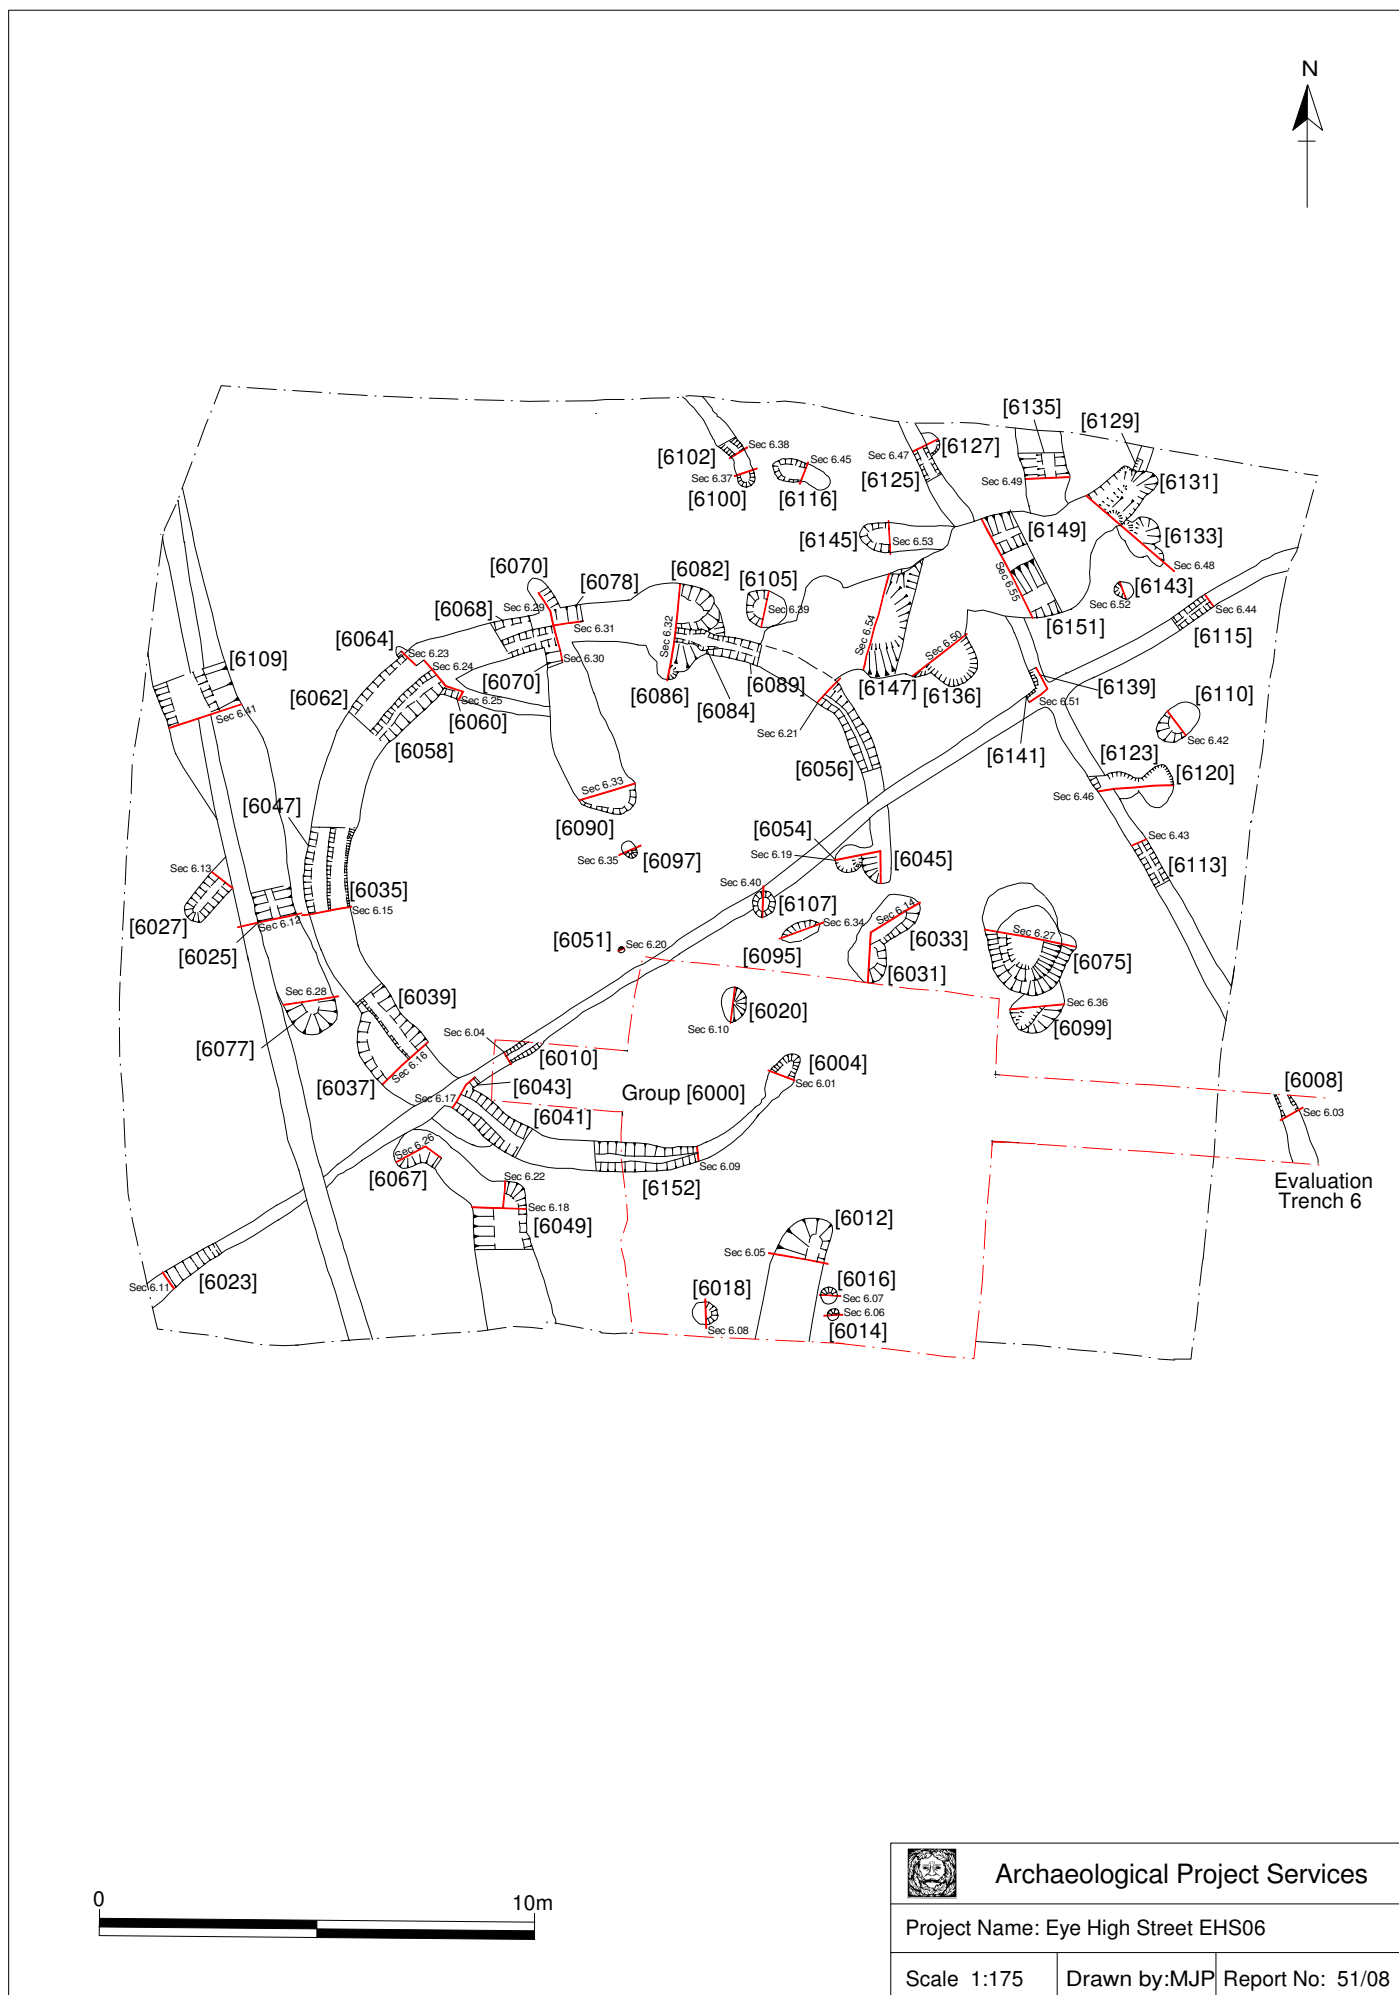 N
[6135]
[6129]
Sec 6.38
[6102]
Sec 6.37
[6100]
Sec 6.45
[6116]
Sec 6.47
[6127]
[6125]
Sec 6.49
[6131]
[6149]
[6133]
Sec 6.48
[6145]
Sec 6.53
[6143]
Sec 6.52
Sec 6.55
[6151]
Sec 6.44
[6115]
[6070]
[6078]
[6082]
[6105]
Sec 6.29
[6068]
Sec 6.31
Sec 6.32
Sec 6.39
Sec 6.54
Sec 6.50
[6064]
Sec 6.23
Sec 6.24
Sec 6.30
[6109]
[6062]
Sec 6.25
[6070]
[6060]
[6086]
[6084]
[6089]
[6147]
[6136]
[6139]
Sec 6.51
[6110]
Sec 6.41
[6058]
Sec 6.21
[6056]
[6141]
Sec 6.42
[6123]
[6120]
Sec 6.46
[6047]
Sec 6.33
[6090]
Sec 6.35
[6097]
[6054]
Sec 6.19
[6045]
Sec 6.43
[6113]
Sec 6.13
[6027]
[6035]
Sec 6.15
Sec 6.12
[6025]
Sec 6.40
[6107]
Sec 6.34
[6095]
Sec 6.14
[6033]
[6031]
[6051]
Sec 6.20
Sec 6.27
[6075]
Sec 6.28
[6039]
[6077]
[6037]
Sec 6.16
Sec 6.04
[6010]
[6020]
Sec 6.10
Sec 6.36
[6099]
[6043]
Sec 6.17
[6041]
Group [6000]
[6004]
Sec 6.01
[6008]
Sec 6.03
Sec 6.26
[6067]
Sec 6.22
Sec 6.18
[6049]
Sec 6.09
[6152]
Evaluation
Trench 6
[6012]
Sec 6.05
Sec 6.11
[6023]
[6018]
Sec 6.08
[6016]
Sec 6.07
Sec 6.06
[6014]
0
10m
Archaeological Project Services
Project Name: Eye High Street EHS06
Scale 1:175
Drawn by:MJP
Report No: 51/08